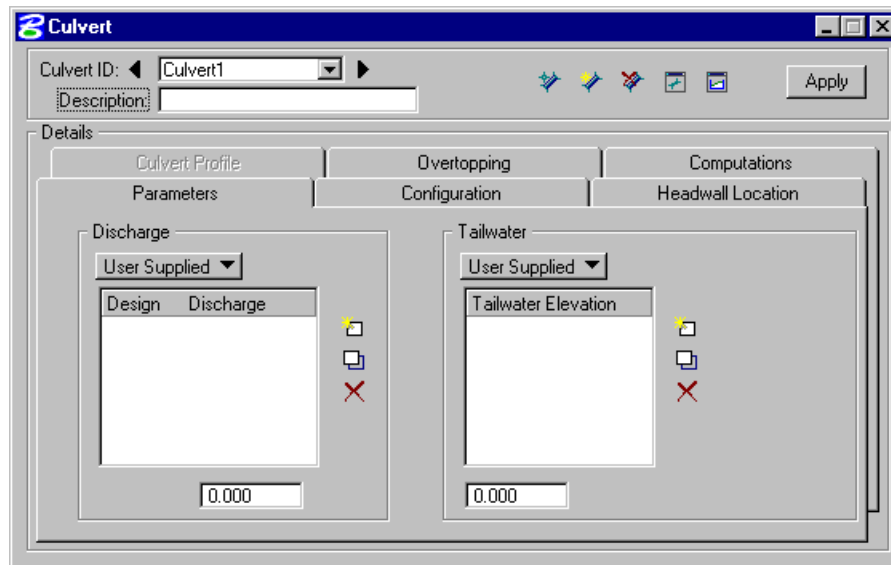 Culvert
Culvert ID: Culvert1
Apply
Description:
Details
Culvert Profile Overtopping Computations
Parameters Configuration Headwall Location
Discharge Tailwater
User Supplied User Supplied
Design Discharge Tailwater Elevation
0.000 0.000